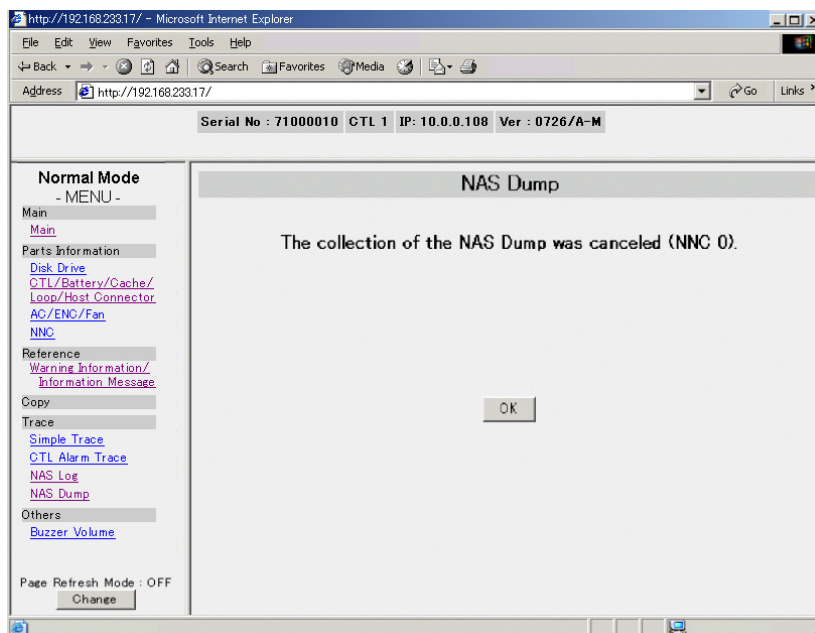 http://192.168.233.17/ - Microsoft Internet Explorer
File Edit View Favorites Tools Help
Back Search Favorites Media
Address http://192.168.233.17/ Go Links
Serial No : 71000010 CTL 1 IP: 10.0.0.108 Ver : 0726/A-M
Normal Mode
- MENU -
Main
Main
Parts Information
Disk Drive
CTL/Battery/Cache/
Loop/Host Connector
AC/ENC/Fan
NNC
Reference
Warning Information/
Information Message
Copy
Trace
Simple Trace
CTL Alarm Trace
NAS Log
NAS Dump
Others
Buzzer Volume
Page Refresh Mode : OFF
Change
NAS Dump
The collection of the NAS Dump was canceled (NNC 0).
OK